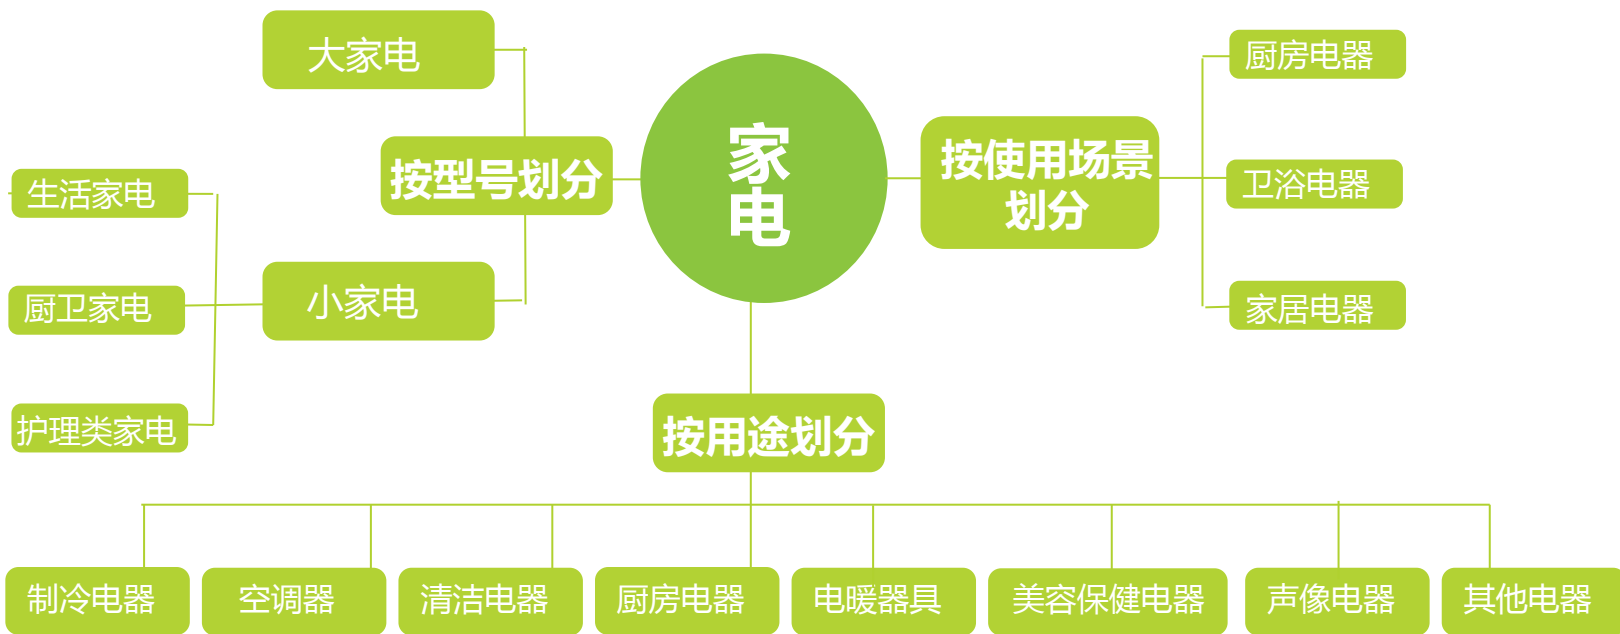 大家电
厨房电器
家
电
按使用场景
划分
按型号划分
生活家电
卫浴电器
厨卫家电
小家电
家居电器
护理类家电
按用途划分
制冷电器
空调器
清洁电器
厨房电器
电暖器具
美容保健电器
声像电器
其他电器